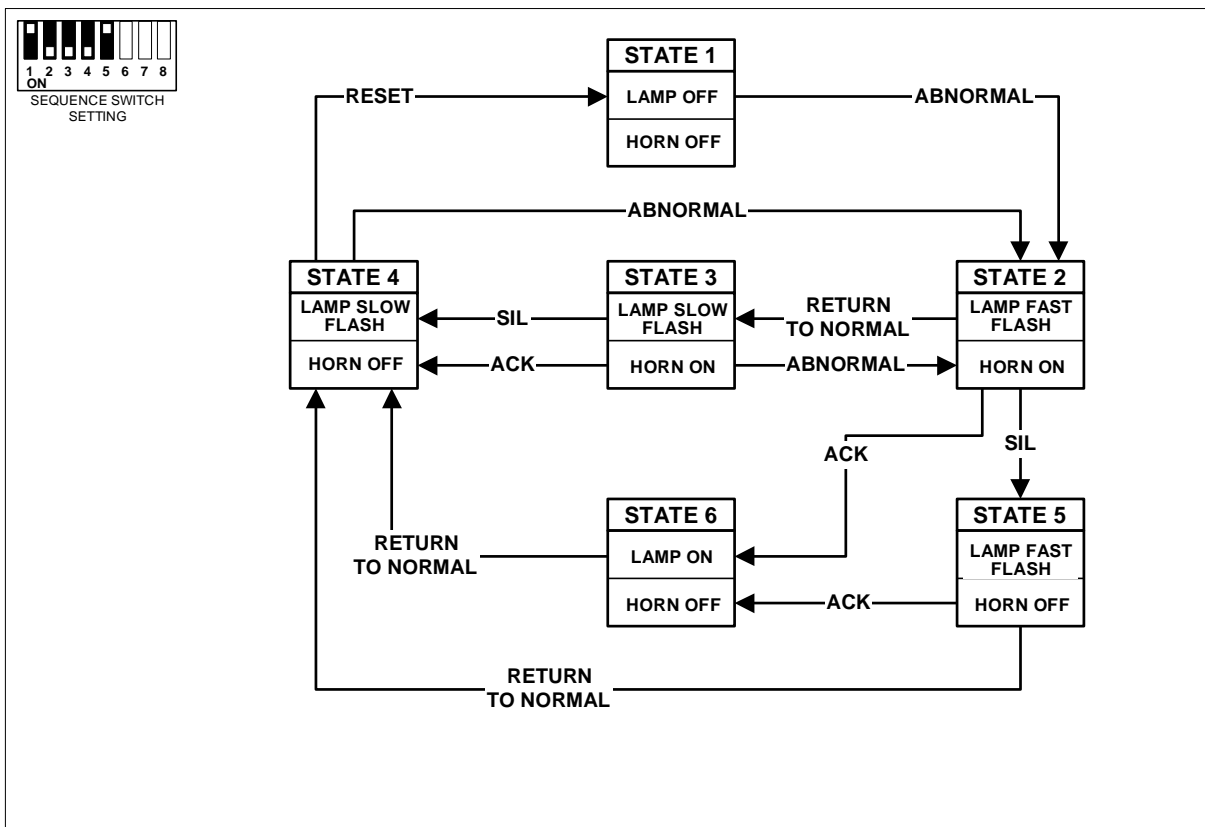 1 2 3 4 5 6 7 8
ON
SEQUENCE SWITCH
SETTING
STATE 1
LAMP OFF
HORN OFF
RESET
ABNORMAL
ABNORMAL
STATE 4
LAMP SLOW
FLASH
HORN OFF
SIL
ACK
STATE 3
LAMP SLOW
FLASH
HORN ON
RETURN
TO NORMAL
ABNORMAL
STATE 2
LAMP FAST
FLASH
HORN ON
ACK
SIL
RETURN
TO NORMAL
STATE 6
LAMP ON
HORN OFF
ACK
STATE 5
LAMP FAST
FLASH
HORN OFF
RETURN
TO NORMAL